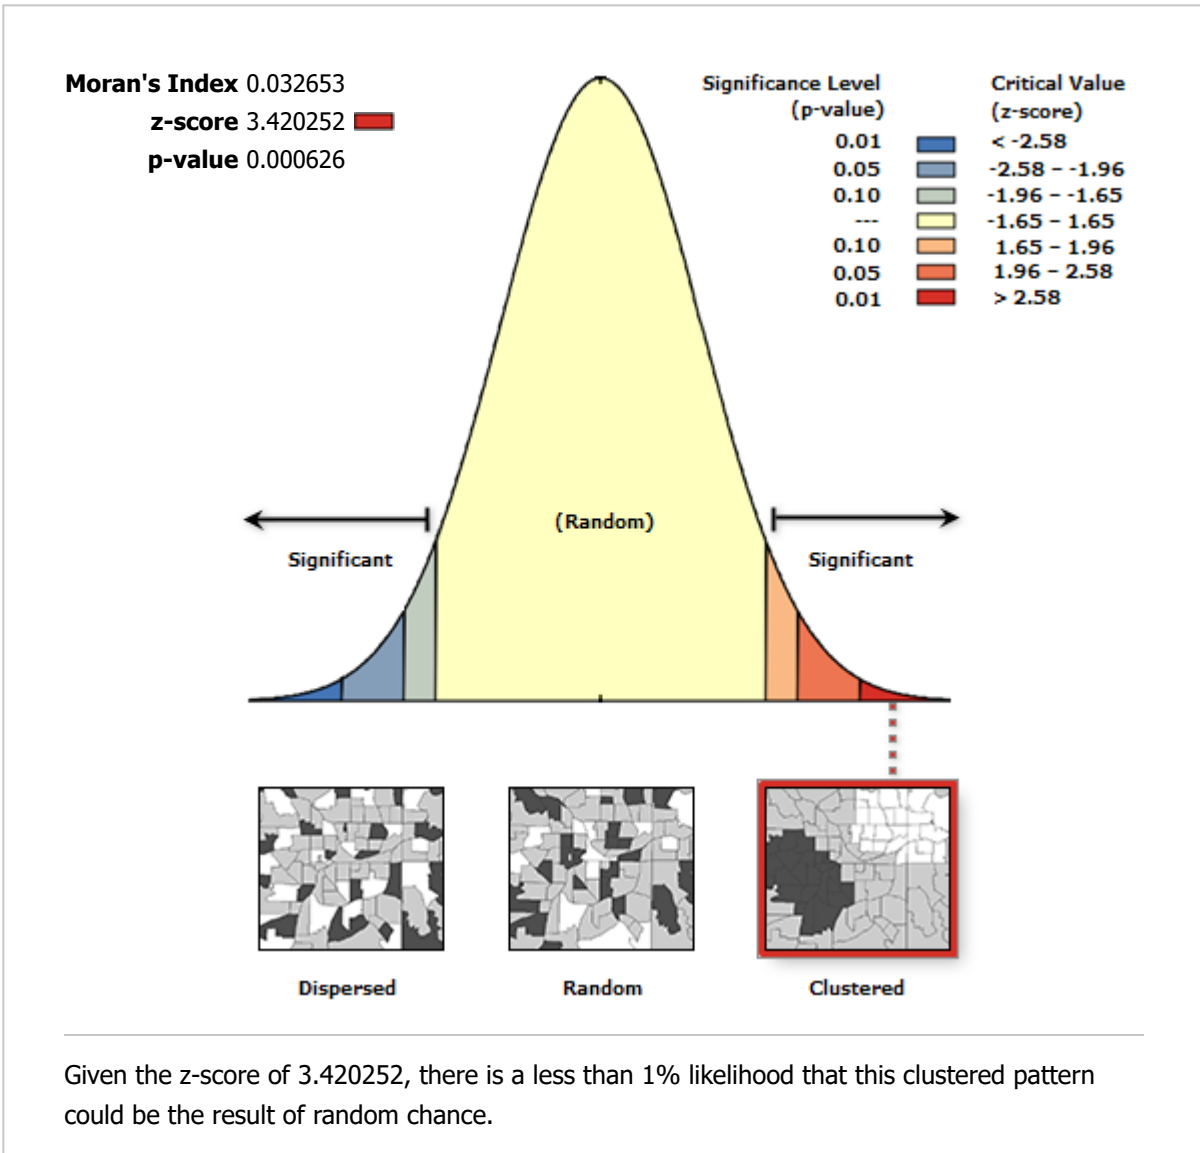 Moran's Index 0.032653
z-score 3.420252
p-value 0.000626
Significance Level
(p-value)
Critical Value
(z-score)
0.01 < -2.58
0.05 -2.58 – -1.96
0.10 -1.96 – -1.65
--- -1.65 – 1.65
0.10 1.65 – 1.96
0.05 1.96 – 2.58
0.01 > 2.58
(Random)
Significant
Significant
Dispersed
Random
Clustered
Given the z-score of 3.420252, there is a less than 1% likelihood that this clustered pattern
could be the result of random chance.